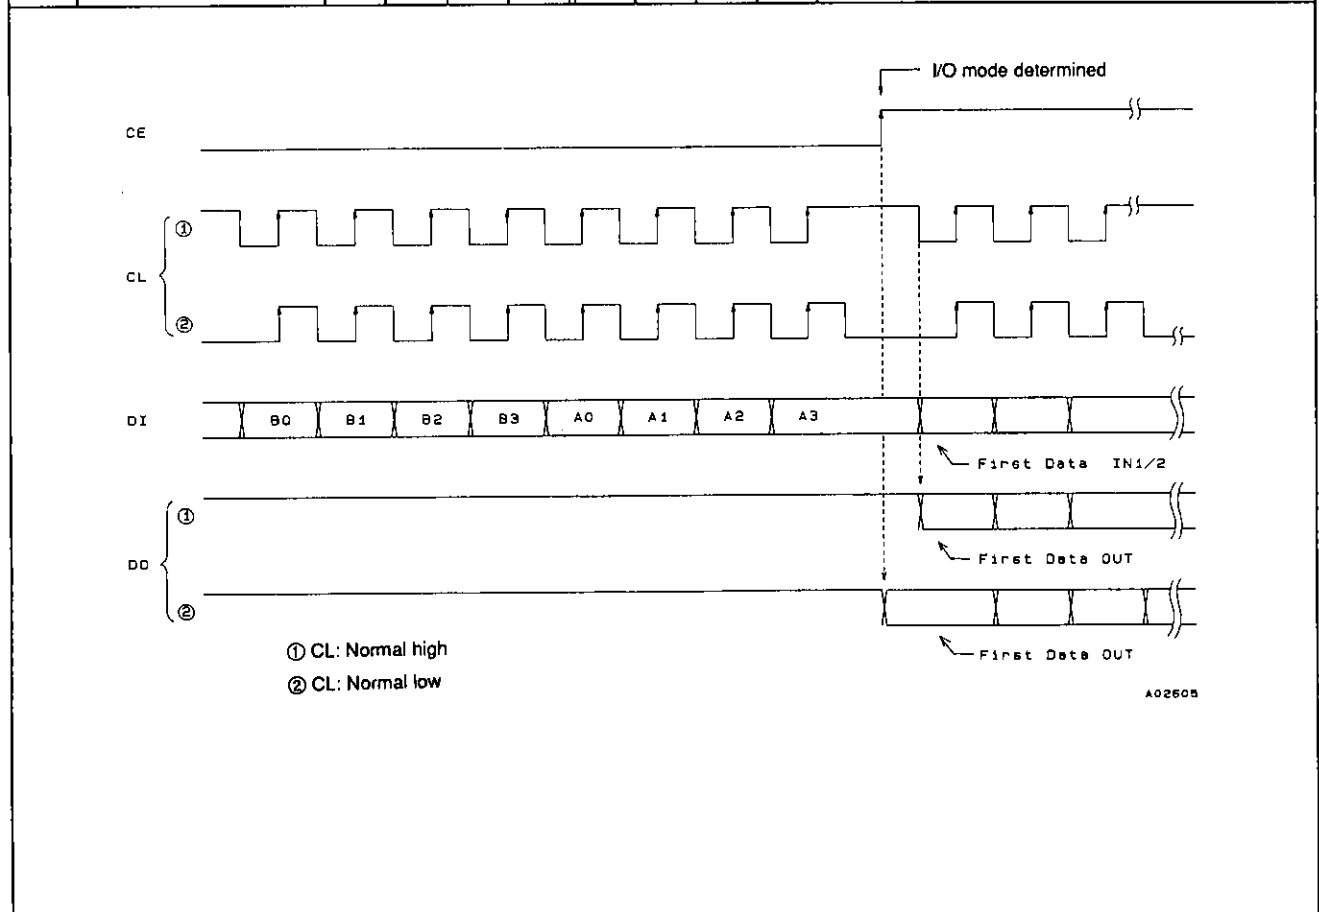 I/O mode determined
CE
CL
①
②
DI
B0 B1 B2 B3 A0 A1 A2 A3
First Data IN1/2
DO
①
First Data OUT
②
First Data OUT
① CL: Normal high
② CL: Normal low
A02605